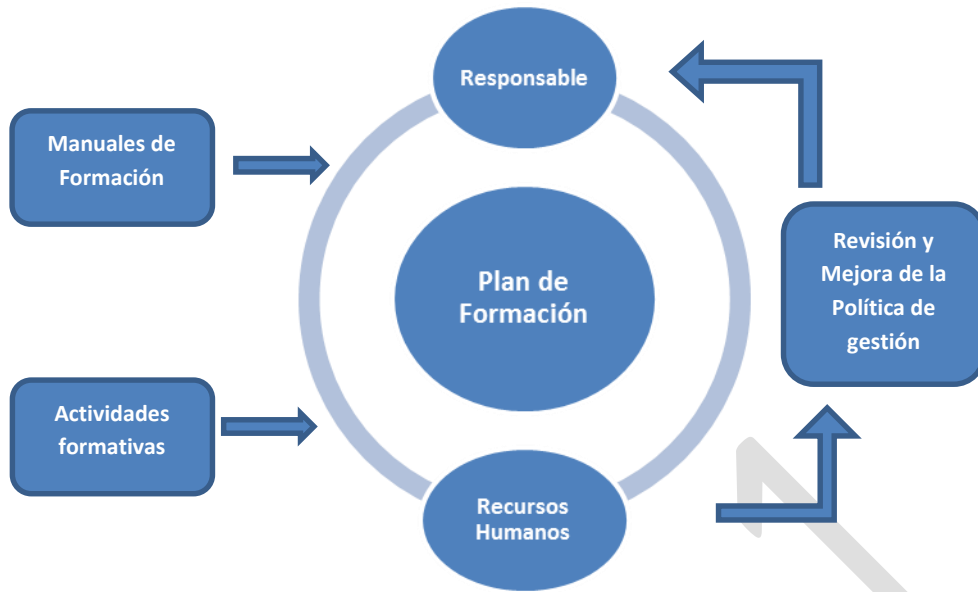 Responsable
Manuales de
Formación
Revisión y
Mejora de la
Política de
gestión
Plan de
Formación
Actividades
formativas
Recursos
Humanos